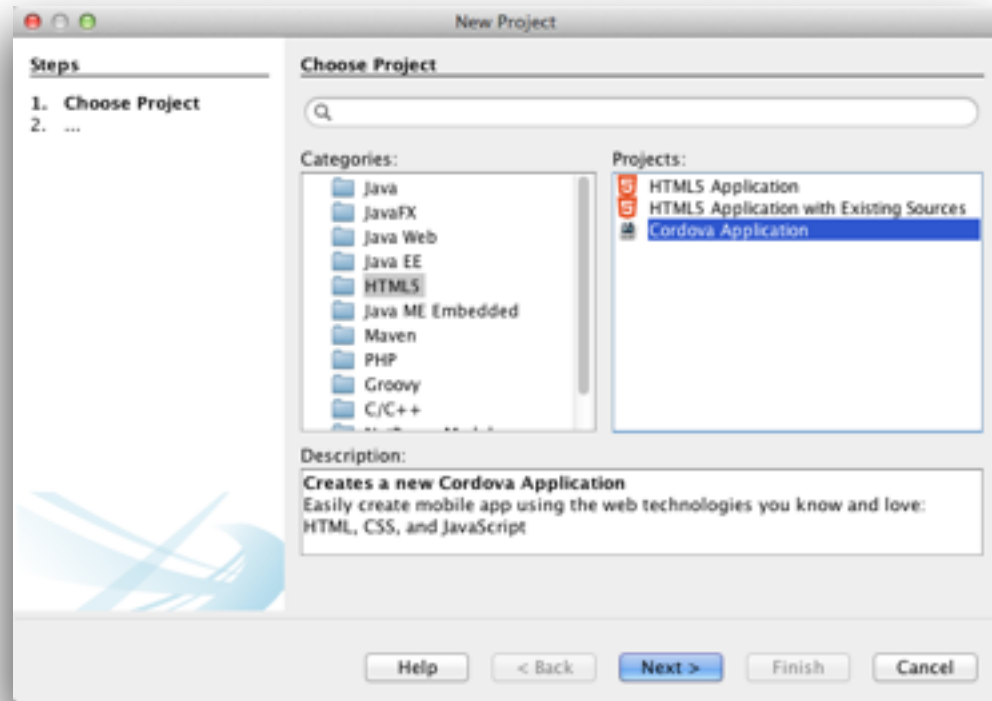 New Project
Steps
1. Choose Project
2. ...
Choose Project
Categories:
Java
JavaFX
Java Web
Java EE
HTML5
Java ME Embedded
Maven
PHP
Groovy
C/C++
Projects:
HTML5 Application
HTML5 Application with Existing Sources
Cordova Application
Description:
Creates a new Cordova Application
Easily create mobile app using the web technologies you know and love:
HTML, CSS, and JavaScript
Help
< Back
Next >
Finish
Cancel